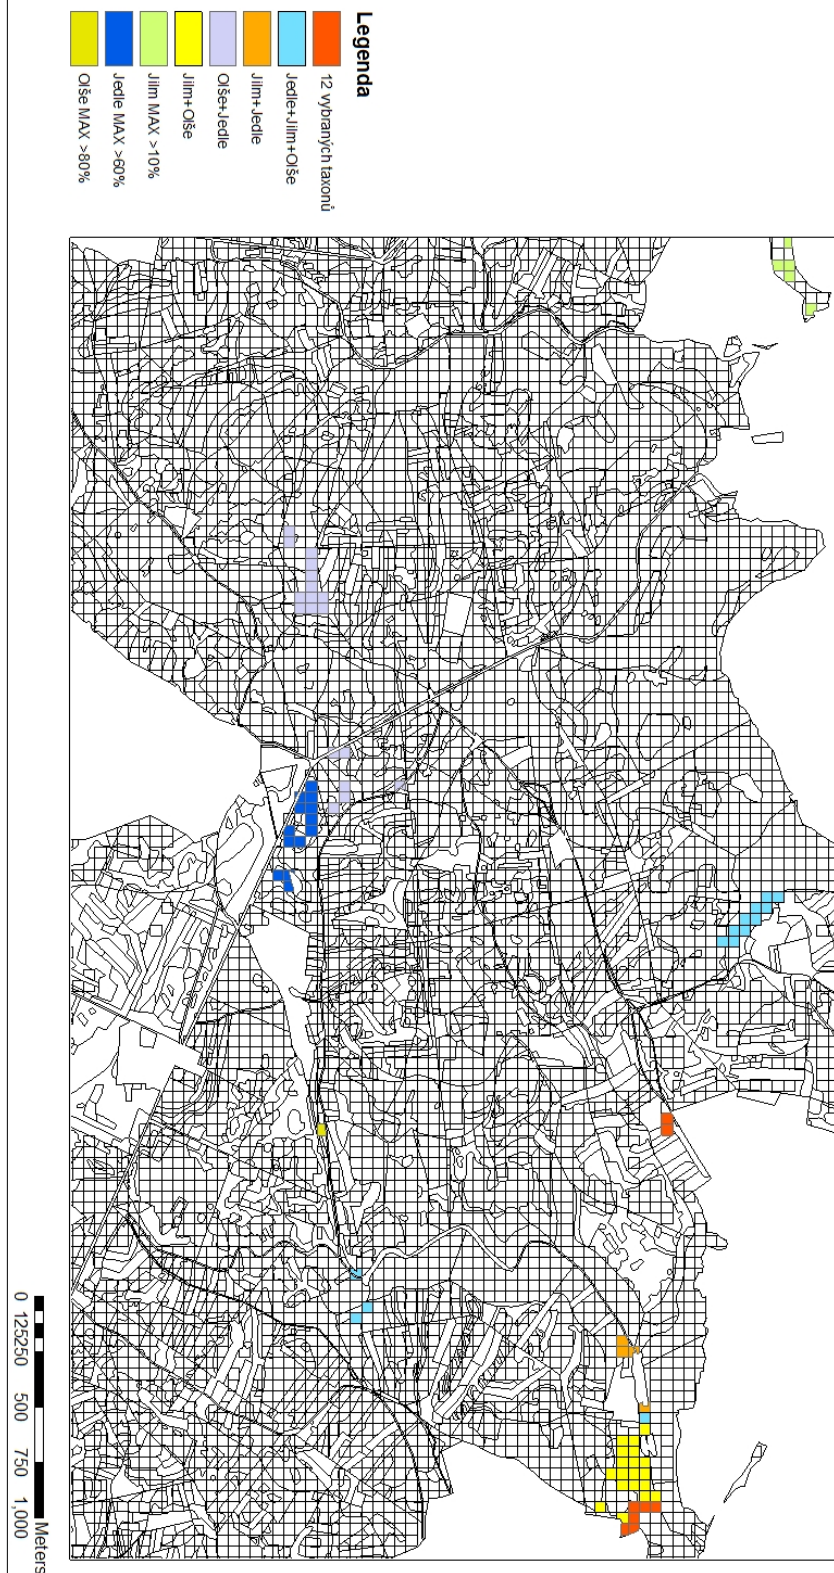 Legenda
12 vybraných taxonů
Jedle+Jilm+Olše
Jilm+Jedle
Olše+Jedle
Jilm+Olše
Jilm MAX >10%
Jedle MAX >60%
Olše MAX >80%
0 125250 500 750 1,000
Meters